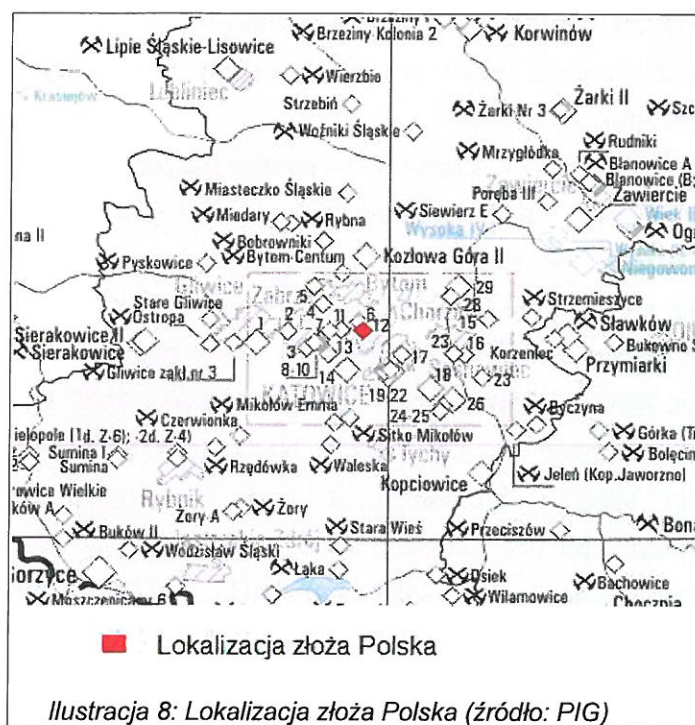 Brzeziny Kolonia 2
Korwinów
Lipie Śląskie-Lisowice
Wierzbie
Lubliniec
Strzebiń
Żarki Nr 3
Żarki II
Woźniki Śląskie
Rudniki
Mrzygłódka
Błanowice A
Zawiercie
Miasteczko Śląskie
Poręba III
Zawiercie
Miedary
Rybna
Siewierz E
Wysoka IV
Bobrowniki
Kozłowa Góra II
Pyskowice
Bytom-Centum
Bytom
29
Stare Gliwice
Gliwice
5
28
Strzemieszyce
Ostropa
4
6
15
Sławków
Sierakowice II
1
2
7
11
12
23
16
Korzeniec
Sierakowice
3
13
17
Przymiarki
Gliwice zakł.nr 3
8-10
14
18
23
KATOWICE
19-22
Mikołów-Emma
24-25
26
Byczyna
Czerwionka
Sitko Mikołów
Sumina I
Sumina
Rzędówka
Waleska
Tychy
Kopciowice
Jeleń (Kop.Jaworzno)
Rybnik
Żory-A
Żory
Buków II
Stara Wieś
Przeciszów
Wodzisław Śląski
Łąka
Osiek
Bachowice
Wilamowice
Lokalizacja złoża Polska
Ilustracja 8: Lokalizacja złoża Polska (źródło: PIG)